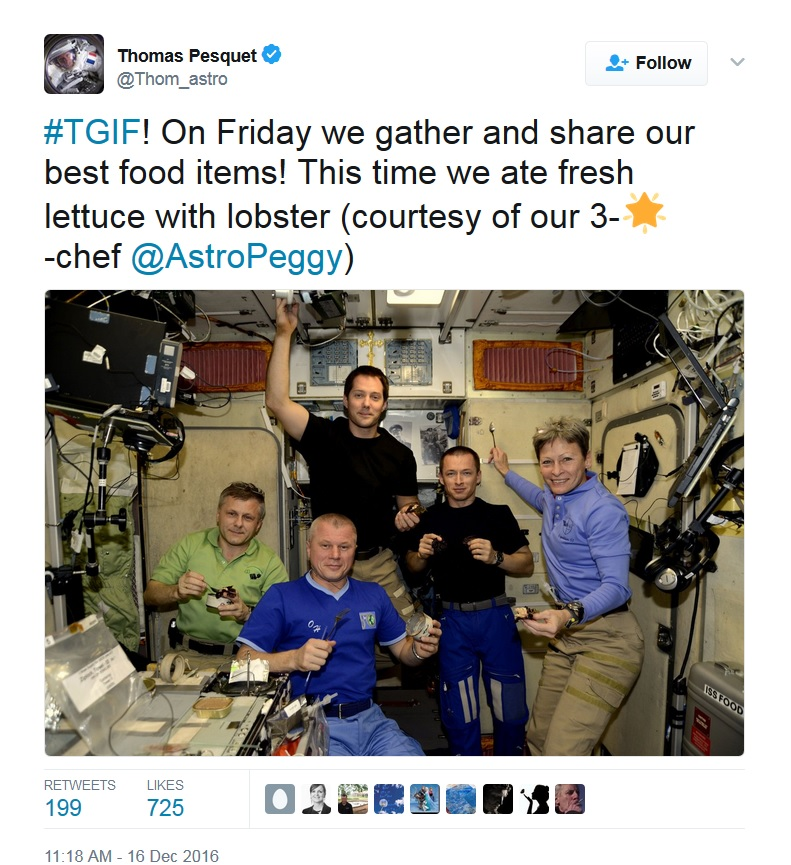 Thomas Pesquet
@Thom_astro
Follow
#TGIF! On Friday we gather and share our
best food items! This time we ate fresh
lettuce with lobster (courtesy of our 3-🌟
-chef @AstroPeggy)
ISS FOOD
RETWEETS LIKES
199 725
11:18 AM - 16 Dec 2016